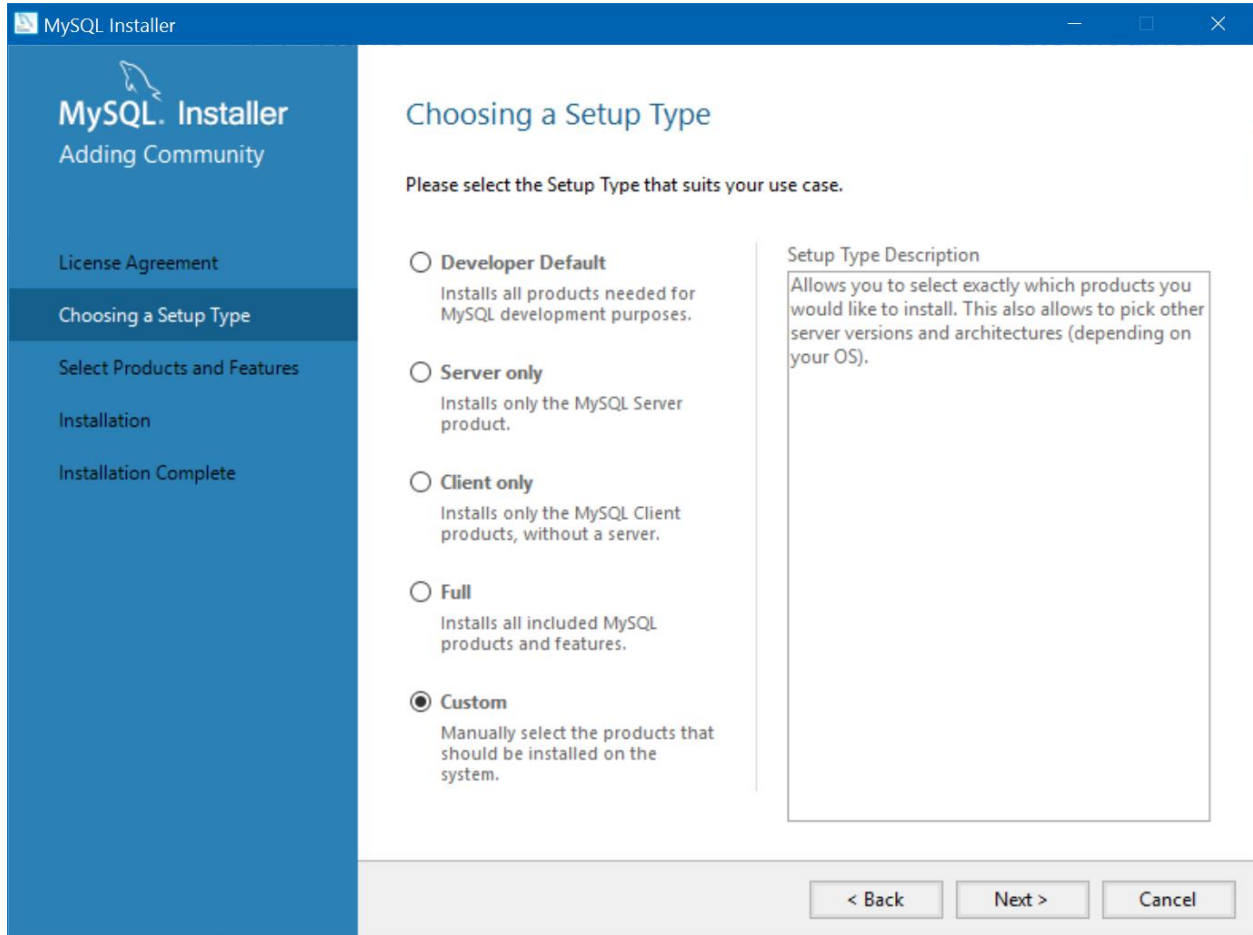 MySQL Installer
MySQL. Installer
Adding Community
License Agreement
Choosing a Setup Type
Select Products and Features
Installation
Installation Complete
Choosing a Setup Type
Please select the Setup Type that suits your use case.
Developer Default
Installs all products needed for
MySQL development purposes.
Server only
Installs only the MySQL Server
product.
Client only
Installs only the MySQL Client
products, without a server.
Full
Installs all included MySQL
products and features.
Custom
Manually select the products that
should be installed on the
system.
Setup Type Description
Allows you to select exactly which products you
would like to install. This also allows to pick other
server versions and architectures (depending on
your OS).
< Back
Next >
Cancel